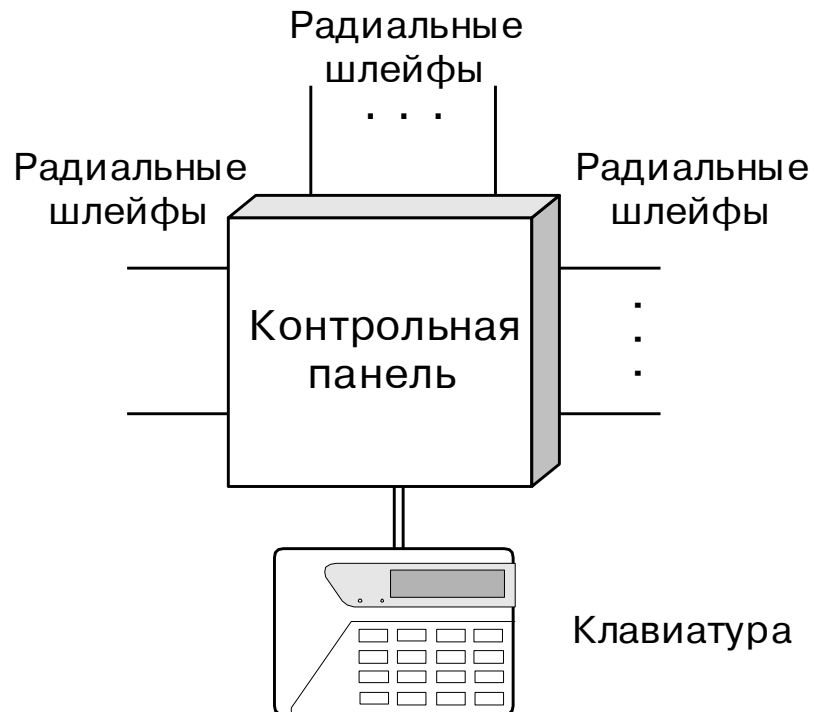 Радиальные
шлейфы
. . .
Радиальные
шлейфы
Радиальные
шлейфы
Контрольная
панель
Клавиатура